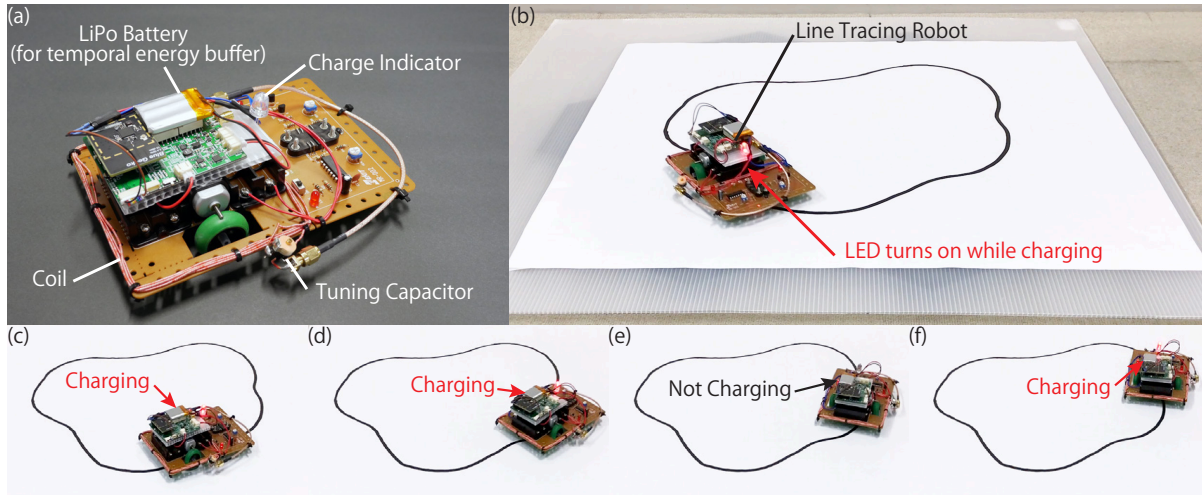 (a)
LiPo Battery
(for temporal energy buffer)
Charge Indicator
Coil
Tuning Capacitor
(b)
Line Tracing Robot
LED turns on while charging
(c)
Charging
(d)
Charging
(e)
Not Charging
(f)
Charging